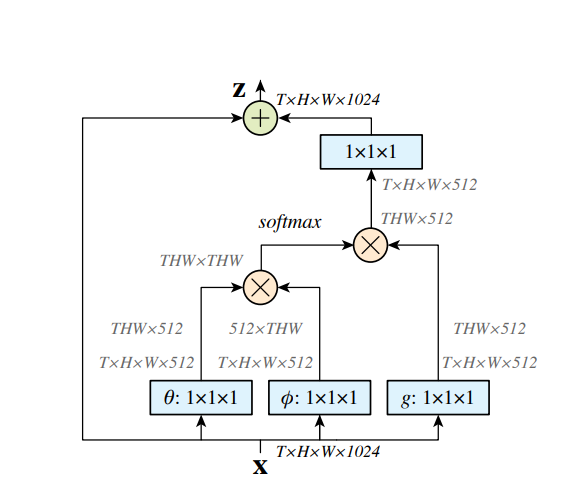 z
T×H×W×1024
1×1×1
T×H×W×512
THW×512
softmax
THW×THW
THW×512
512×THW
THW×512
T×H×W×512
T×H×W×512
T×H×W×512
θ: 1×1×1
ϕ: 1×1×1
g: 1×1×1
T×H×W×1024
x